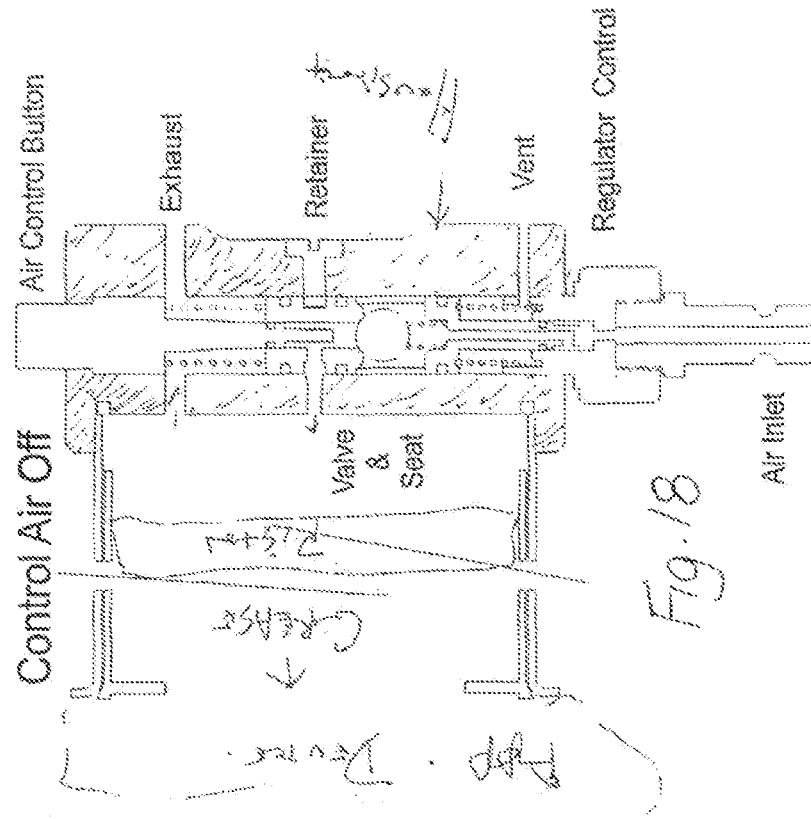 Control Air Off
Air Control Button
Exhaust
Retainer
Vent
Regulator Control
Valve
&
Seat
Air Inlet
Piston
GREASE
Device
Fig. 18